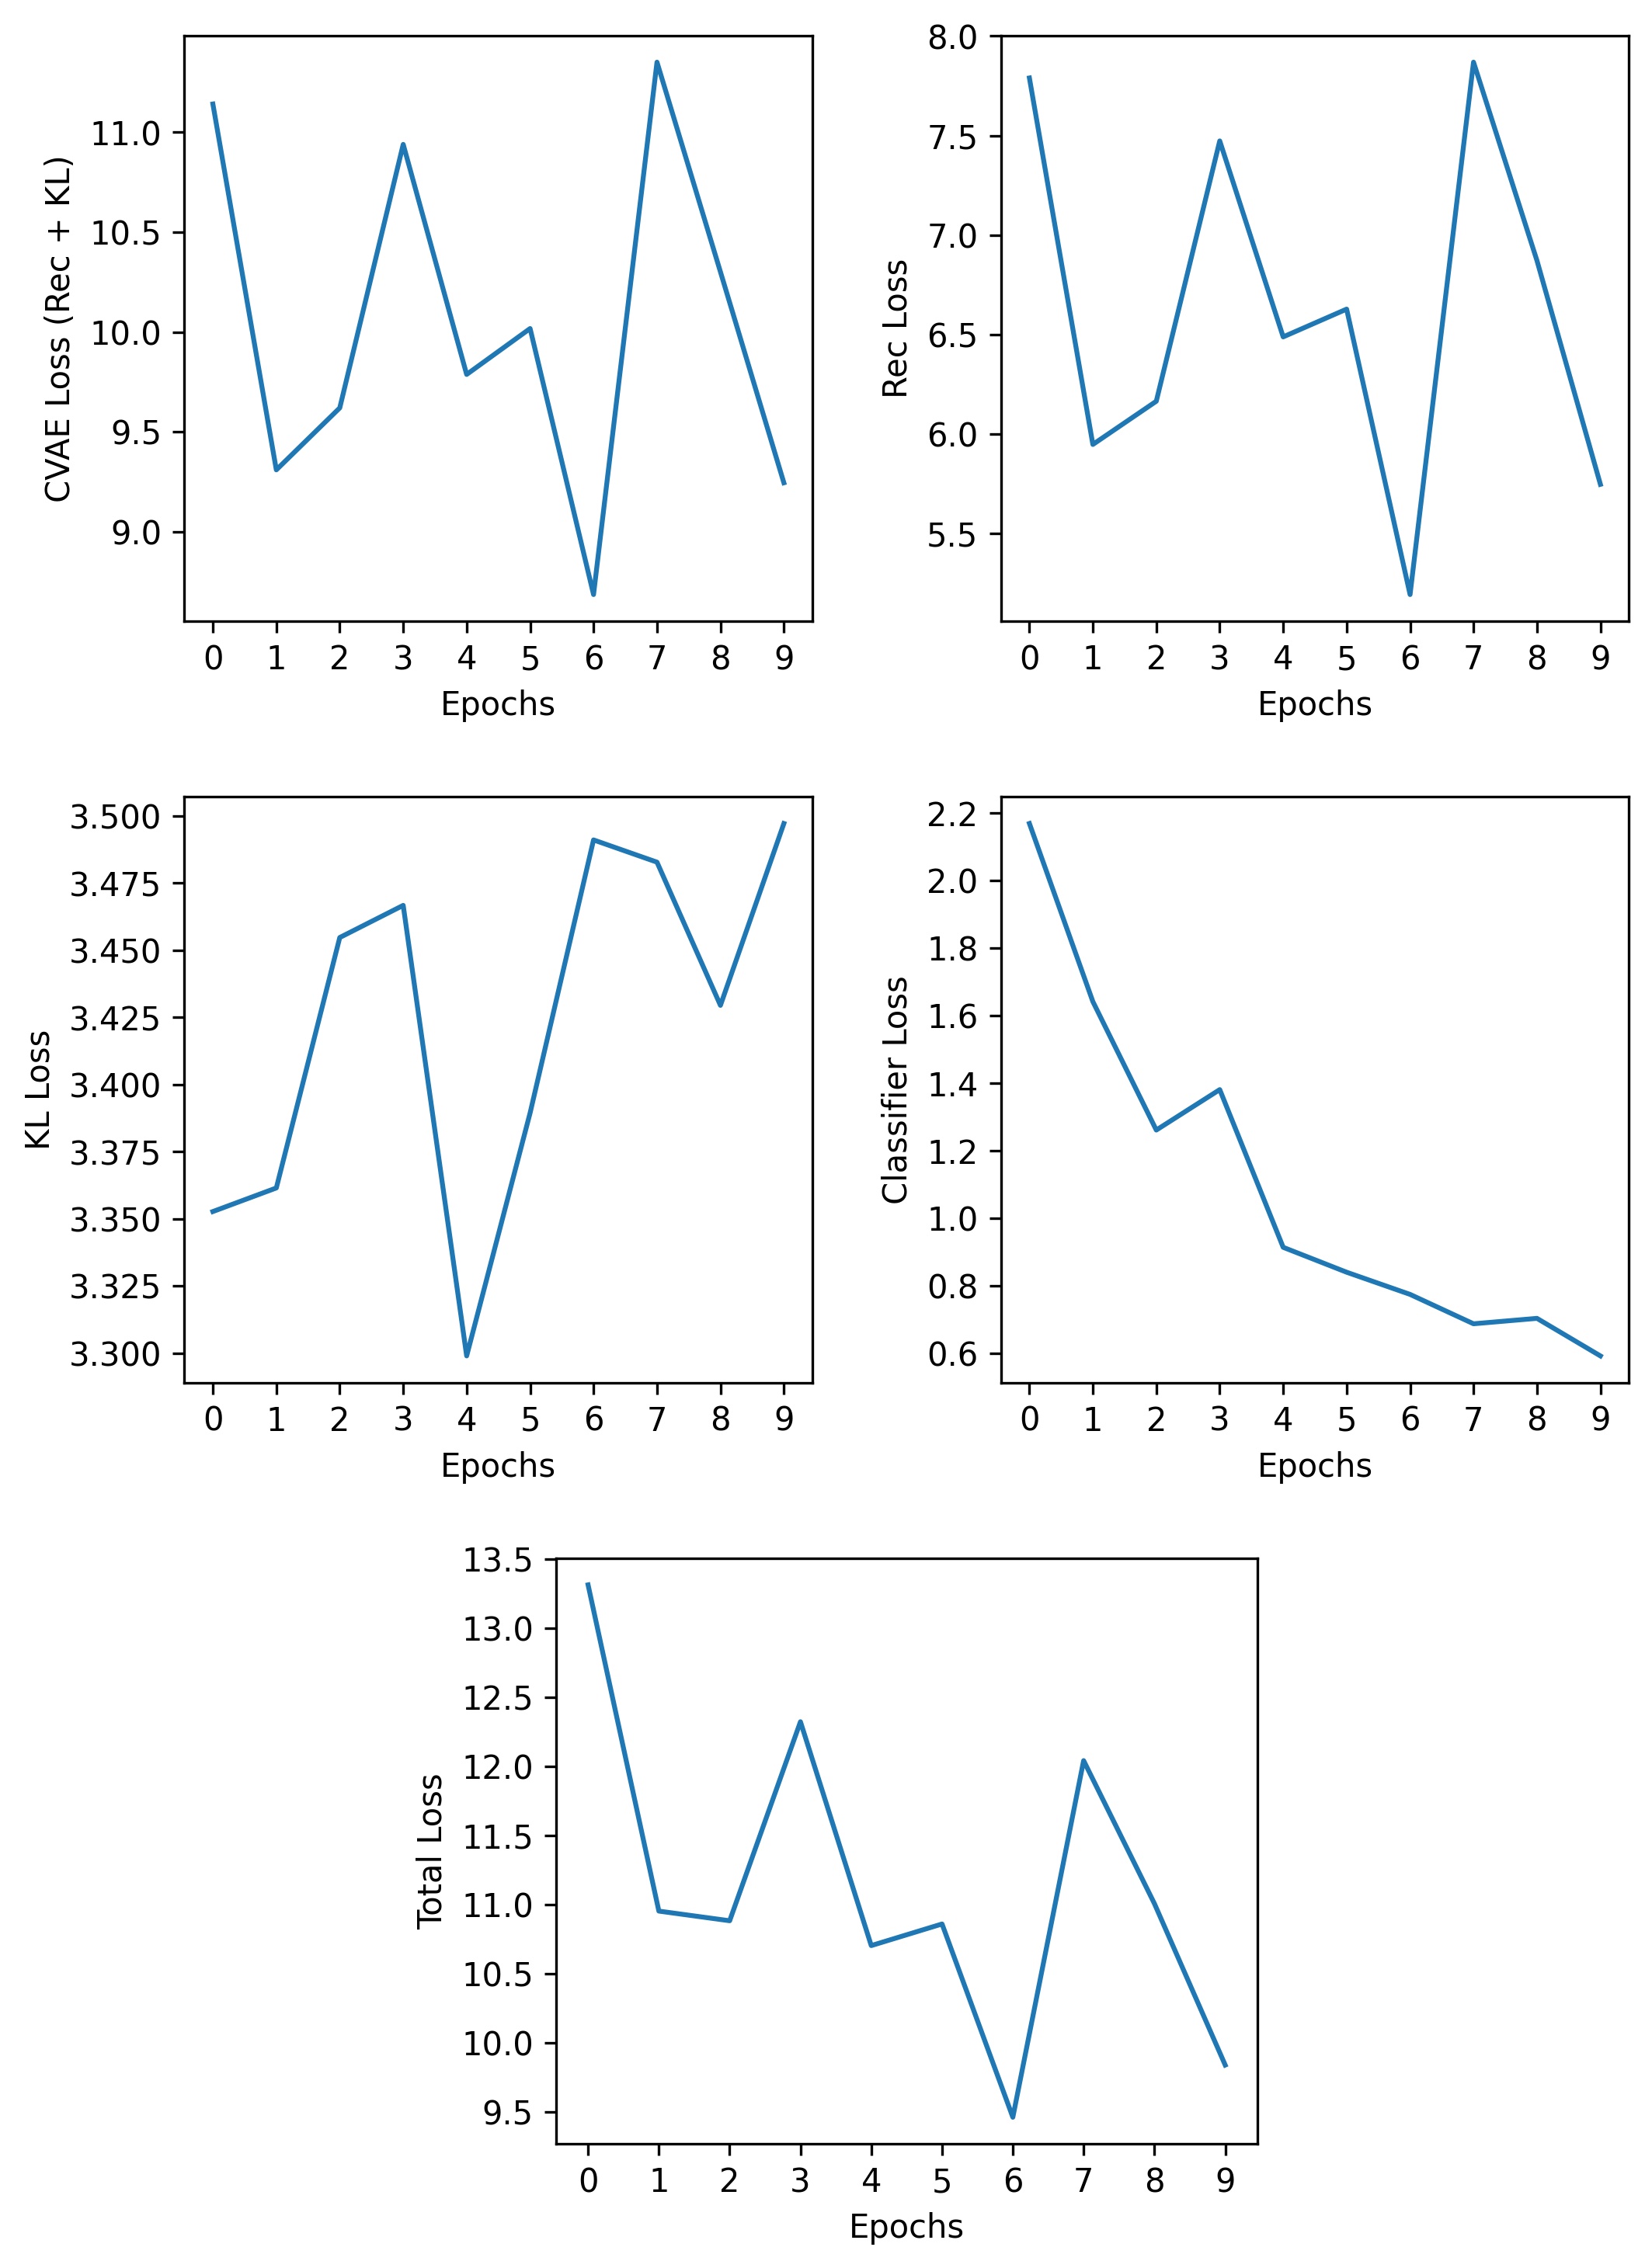 CVAE Loss (Rec + KL)
11.0
10.5
10.0
9.5
9.0
0 1 2 3 4 5 6 7 8 9
Epochs
Rec Loss
8.0
7.5
7.0
6.5
6.0
5.5
0 1 2 3 4 5 6 7 8 9
Epochs
KL Loss
3.500
3.475
3.450
3.425
3.400
3.375
3.350
3.325
3.300
0 1 2 3 4 5 6 7 8 9
Epochs
Classifier Loss
2.2
2.0
1.8
1.6
1.4
1.2
1.0
0.8
0.6
0 1 2 3 4 5 6 7 8 9
Epochs
Total Loss
13.5
13.0
12.5
12.0
11.5
11.0
10.5
10.0
9.5
0 1 2 3 4 5 6 7 8 9
Epochs